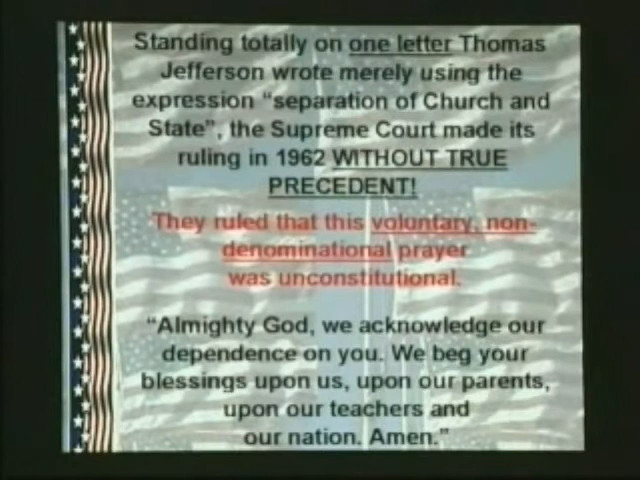 Standing totally on one letter Thomas
Jefferson wrote merely using the
expression “separation of Church and
State”, the Supreme Court made its
ruling in 1962 WITHOUT TRUE
PRECEDENT!
They ruled that this voluntary, non-
denominational prayer
was unconstitutional.
“Almighty God, we acknowledge our
dependence on you. We beg your
blessings upon us, upon our parents,
upon our teachers and
our nation. Amen.”